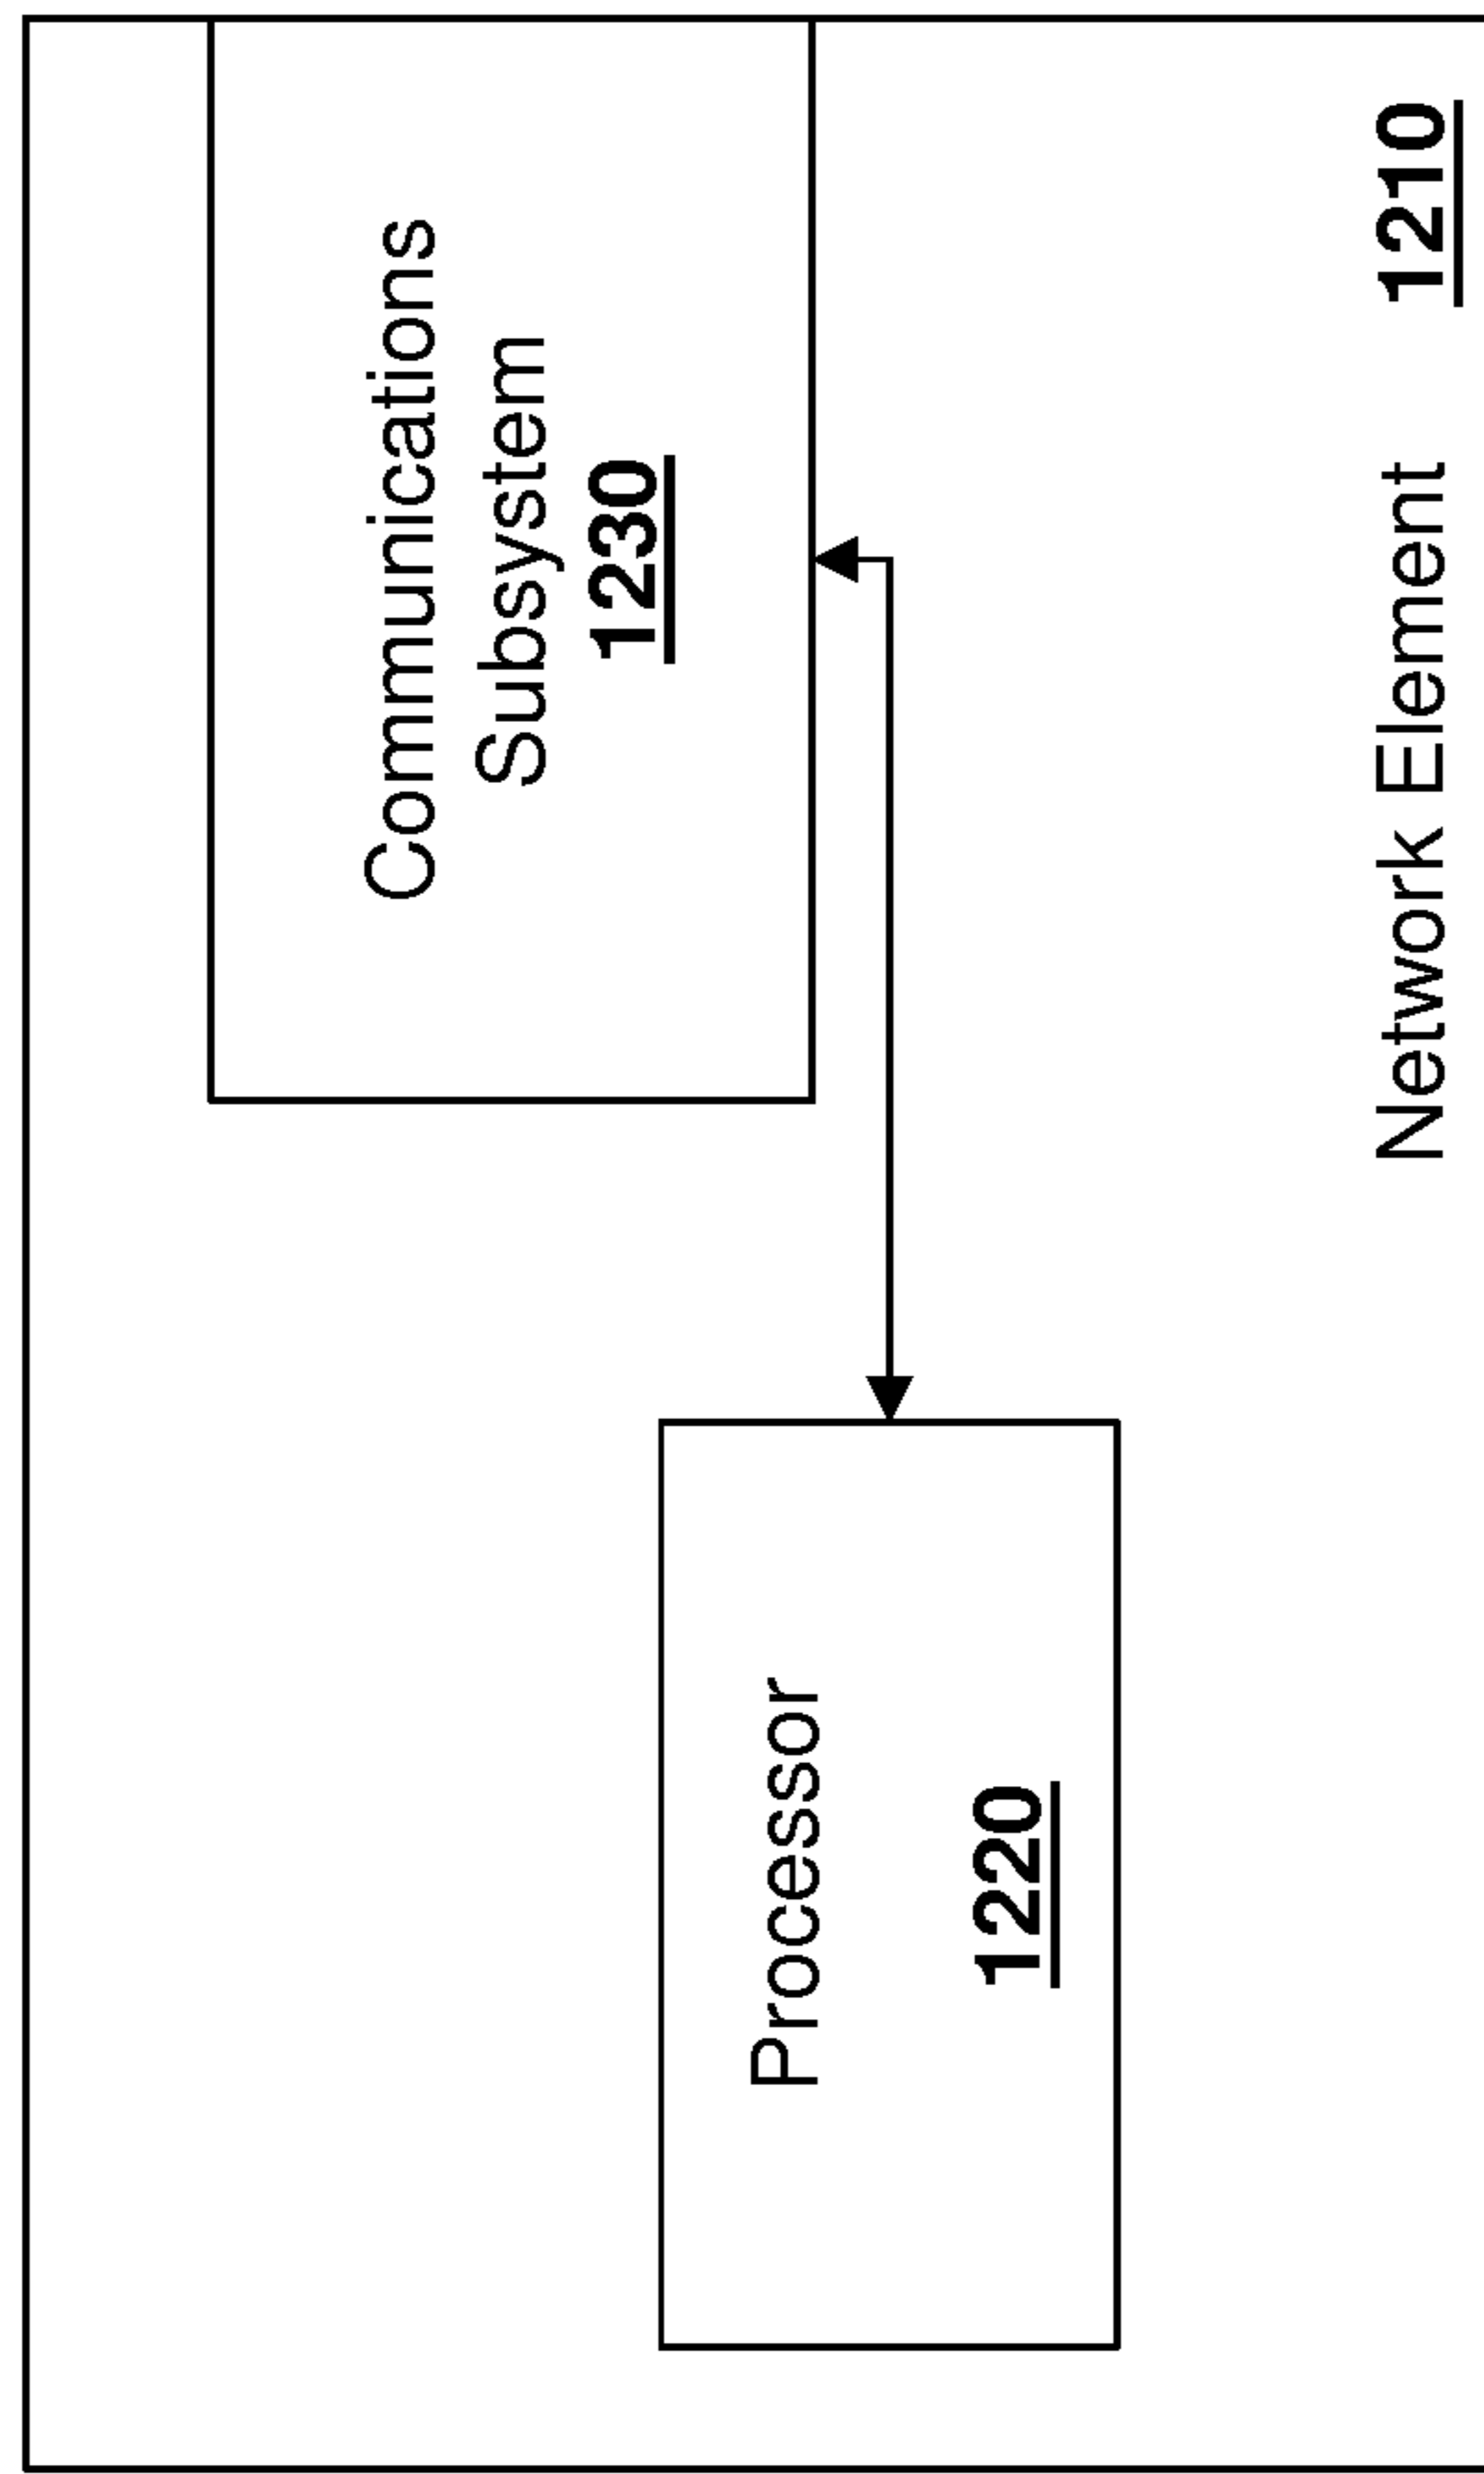 Communications
Subsystem
1230
Processor
1220
Network Element 1210